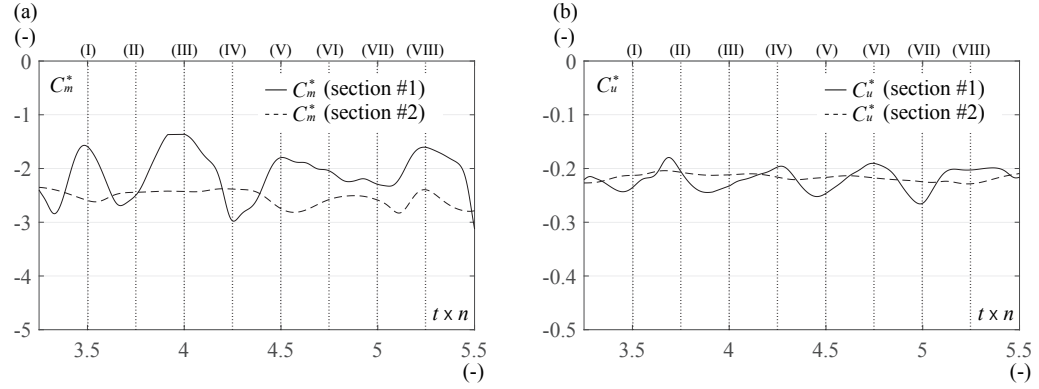 (a)
(-)
(I) (II) (III) (IV) (V) (VI) (VII) (VIII)
0
C*m
C*m (section #1)
C*m (section #2)
-1
-2
-3
-4
-5
t × n
3.5 4 4.5 5 5.5
(-)
(b)
(-)
(I) (II) (III) (IV) (V) (VI) (VII) (VIII)
0
C*u
C*u (section #1)
C*u (section #2)
-0.1
-0.2
-0.3
-0.4
-0.5
t × n
3.5 4 4.5 5 5.5
(-)